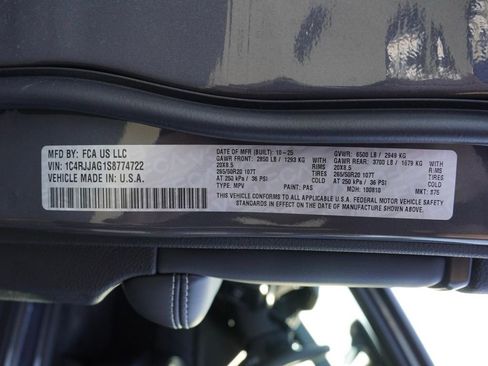 MFD BY: FCA US LLC
VIN: 1C4RJJAG1S8774722
VEHICLE MADE IN: U.S.A.
DATE OF MFR (BUILT): 10-25 GVWR: 6500 LB / 2949 KG
GAWR FRONT: 2850 LB / 1293 KG WITH GAWR REAR: 3700 LB / 1679 KG WITH
20X8.5 RIMS 20X8.5 RIMS
265/50R20 107T TIRES 265/50R20 107T TIRES
AT 250 kPa / 36 PSI COLD AT 250 kPa / 36 PSI COLD
TYPE: MPV PAINT: PAS MDH: 100810 MKT: 075
THIS VEHICLE CONFORMS TO ALL APPLICABLE U.S.A. FEDERAL MOTOR VEHICLE SAFETY
STANDARDS IN EFFECT ON THE DATE OF MANUFACTURE SHOWN ABOVE.